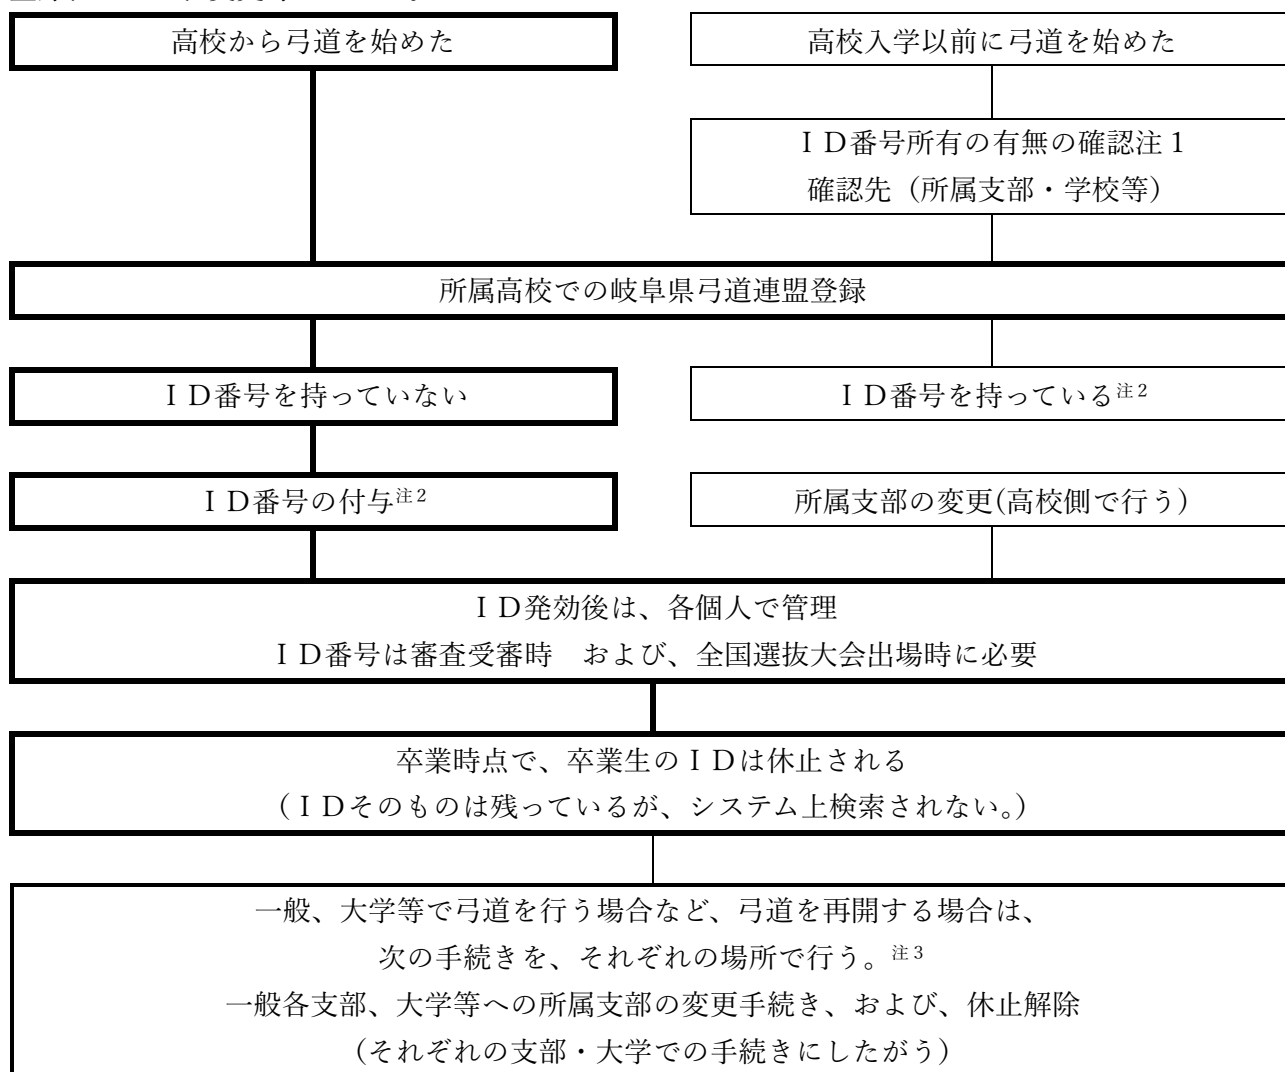 高校から弓道を始めた
高校入学以前に弓道を始めた
ＩＤ番号所有の有無の確認注１
確認先（所属支部・学校等）
所属高校での岐阜県弓道連盟登録
ＩＤ番号を持っていない
ＩＤ番号を持っている注２
ＩＤ番号の付与注２
所属支部の変更(高校側で行う)
ＩＤ発効後は、各個人で管理
ＩＤ番号は審査受審時　および、全国選抜大会出場時に必要
卒業時点で、卒業生のＩＤは休止される
（ＩＤそのものは残っているが、システム上検索されない。）
一般、大学等で弓道を行う場合など、弓道を再開する場合は、
次の手続きを、それぞれの場所で行う。注３
一般各支部、大学等への所属支部の変更手続き、および、休止解除
（それぞれの支部・大学での手続きにしたがう）